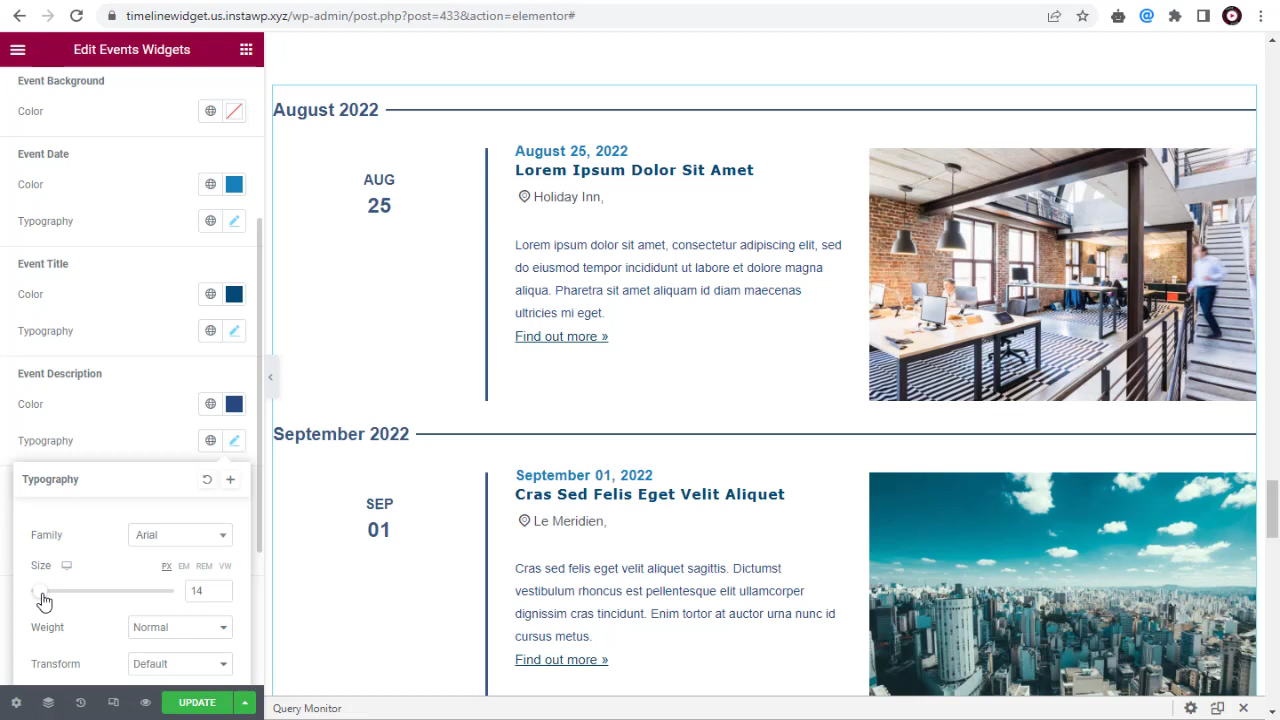 timelinewidget.us.instawp.xyz/wp-admin/post.php?post=433&action=elementor#
Edit Events Widgets
Event Background
Color
Event Date
Color
Typography
Event Title
Color
Typography
Event Description
Color
Typography
Typography
Family
Arial
Size
PX EM REM VW
14
Weight
Normal
Transform
Default
UPDATE
August 2022
AUG
25
August 25, 2022
Lorem Ipsum Dolor Sit Amet
Holiday Inn,
Lorem ipsum dolor sit amet, consectetur adipiscing elit, sed
do eiusmod tempor incididunt ut labore et dolore magna
aliqua. Pharetra sit amet aliquam id diam maecenas
ultricies mi eget.
Find out more »
September 2022
SEP
01
September 01, 2022
Cras Sed Felis Eget Velit Aliquet
Le Meridien,
Cras sed felis eget velit aliquet sagittis. Dictumst
vestibulum rhoncus est pellentesque elit ullamcorper
dignissim cras tincidunt. Enim tortor at auctor urna nunc id
cursus metus.
Find out more »
Query Monitor